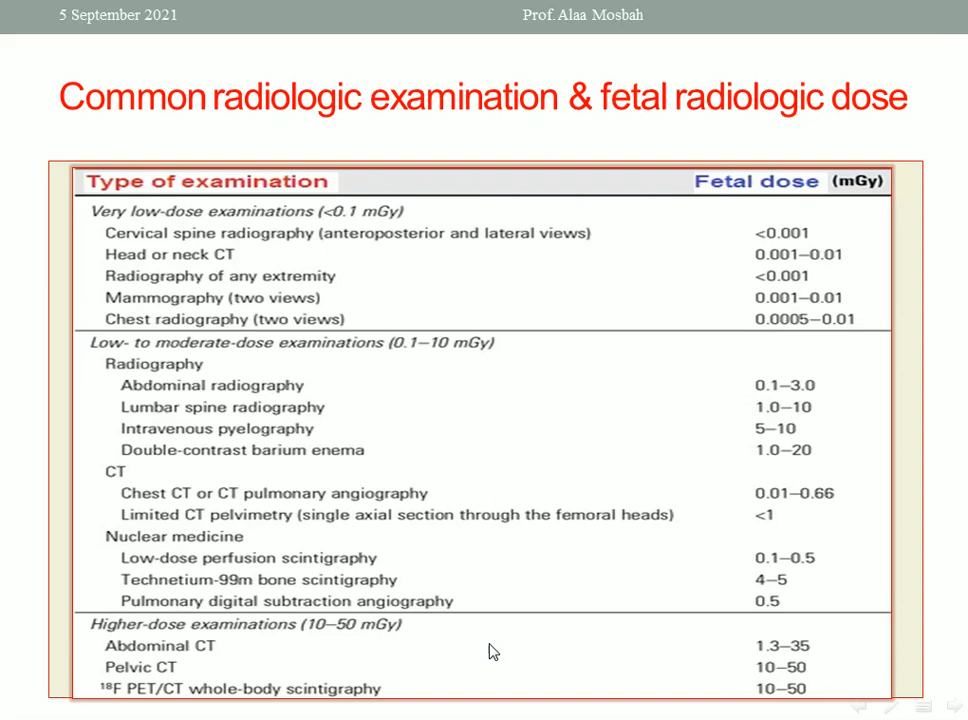 5 September 2021 Prof. Alaa Mosbah
Common radiologic examination & fetal radiologic dose
Type of examination Fetal dose (mGy)
Very low-dose examinations (<0.1 mGy)
Cervical spine radiography (anteroposterior and lateral views) <0.001
Head or neck CT 0.001–0.01
Radiography of any extremity <0.001
Mammography (two views) 0.001–0.01
Chest radiography (two views) 0.0005–0.01
Low- to moderate-dose examinations (0.1–10 mGy)
Radiography
Abdominal radiography 0.1–3.0
Lumbar spine radiography 1.0–10
Intravenous pyelography 5–10
Double-contrast barium enema 1.0–20
CT
Chest CT or CT pulmonary angiography 0.01–0.66
Limited CT pelvimetry (single axial section through the femoral heads) <1
Nuclear medicine
Low-dose perfusion scintigraphy 0.1–0.5
Technetium-99m bone scintigraphy 4–5
Pulmonary digital subtraction angiography 0.5
Higher-dose examinations (10–50 mGy)
Abdominal CT 1.3–35
Pelvic CT 10–50
¹⁸F PET/CT whole-body scintigraphy 10–50